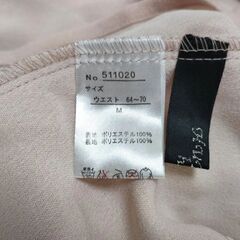 No 511020
サイズ
ウエスト 64~70
M
表地 ポリエステル100%
裏地 ポリエステル100%